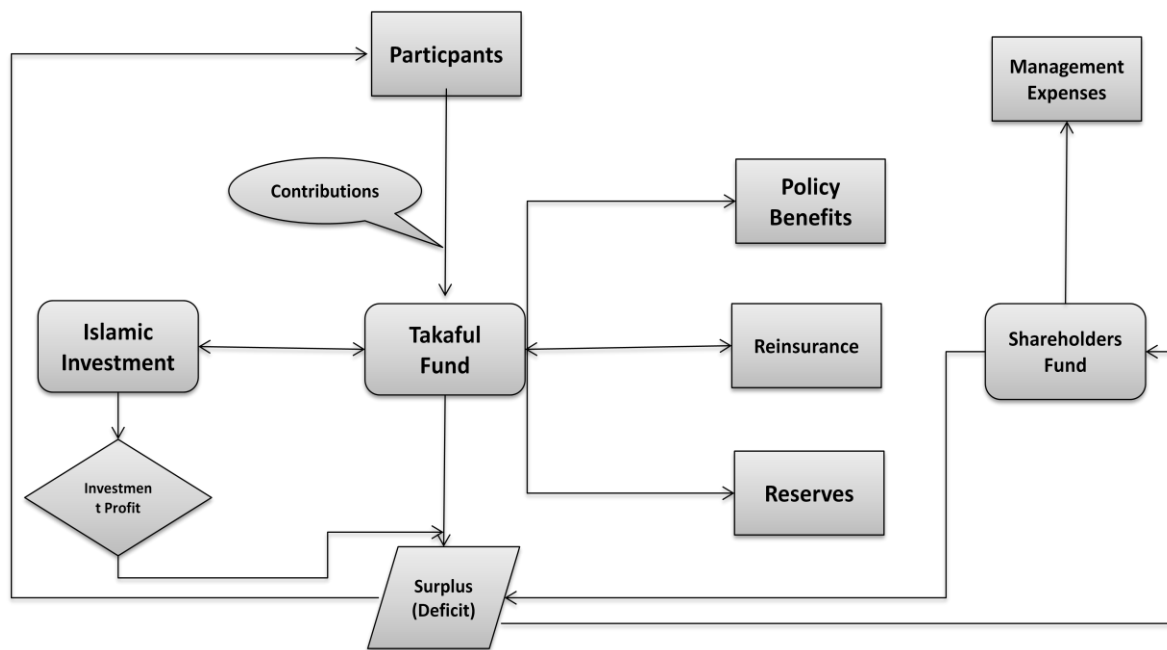 Particpants
Management
Expenses
Contributions
Policy
Benefits
Islamic
Investment
Takaful
Fund
Reinsurance
Shareholders
Fund
Investmen
t Profit
Reserves
Surplus
(Deficit)